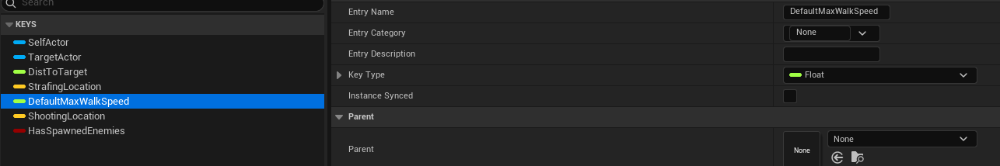 Search
KEYS
SelfActor
TargetActor
DistToTarget
StrafingLocation
DefaultMaxWalkSpeed
ShootingLocation
HasSpawnedEnemies
Entry Name DefaultMaxWalkSpeed
Entry Category None
Entry Description
Key Type Float
Instance Synced
Parent
Parent None None